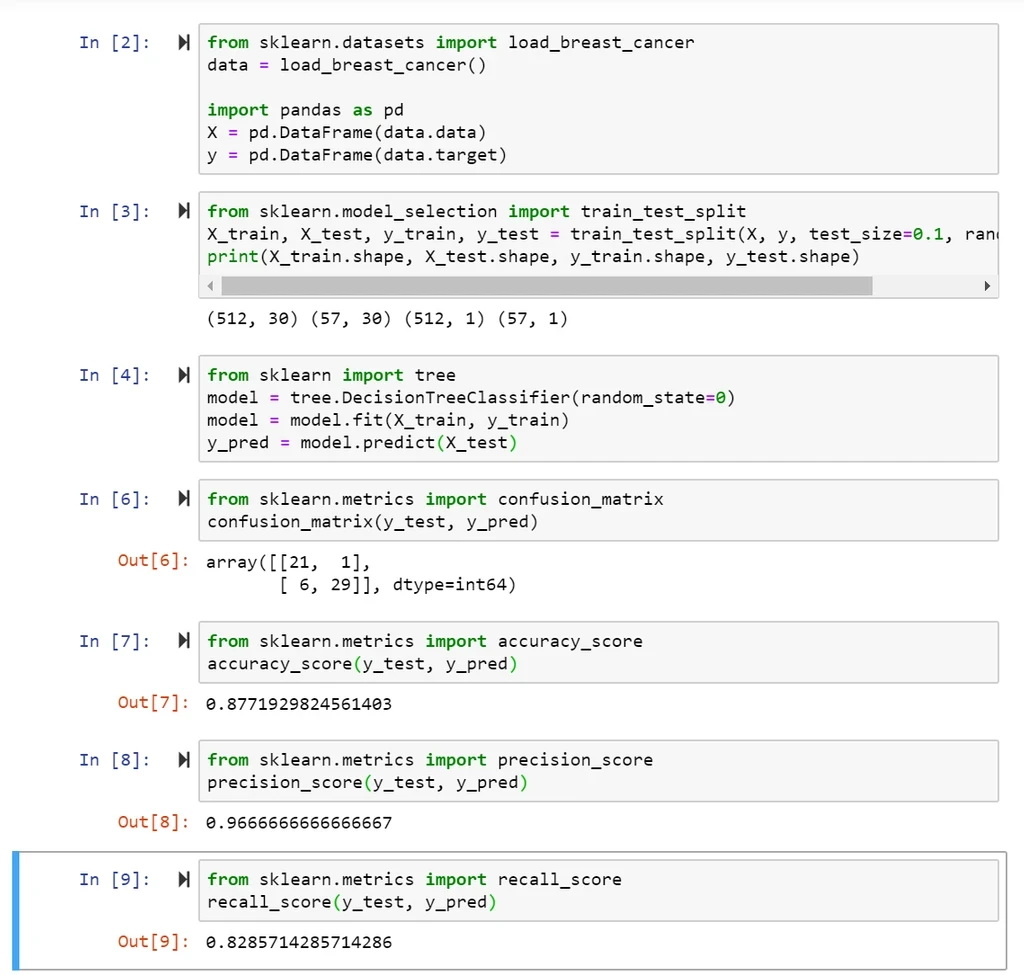 In [2]:
from sklearn.datasets import load_breast_cancer
data = load_breast_cancer()
import pandas as pd
X = pd.DataFrame(data.data)
y = pd.DataFrame(data.target)
In [3]:
from sklearn.model_selection import train_test_split
X_train, X_test, y_train, y_test = train_test_split(X, y, test_size=0.1,
print(X_train.shape, X_test.shape, y_train.shape, y_test.shape)
(512, 30) (57, 30) (512, 1) (57, 1)
In [4]:
from sklearn import tree
model = tree.DecisionTreeClassifier(random_state=0)
model = model.fit(X_train, y_train)
y_pred = model.predict(X_test)
In [6]:
from sklearn.metrics import confusion_matrix
confusion_matrix(y_test, y_pred)
Out[6]:
array([[21,  1],
       [ 6, 29]], dtype=int64)
In [7]:
from sklearn.metrics import accuracy_score
accuracy_score(y_test, y_pred)
Out[7]:
0.8771929824561403
In [8]:
from sklearn.metrics import precision_score
precision_score(y_test, y_pred)
Out[8]:
0.9666666666666667
In [9]:
from sklearn.metrics import recall_score
recall_score(y_test, y_pred)
Out[9]:
0.8285714285714286